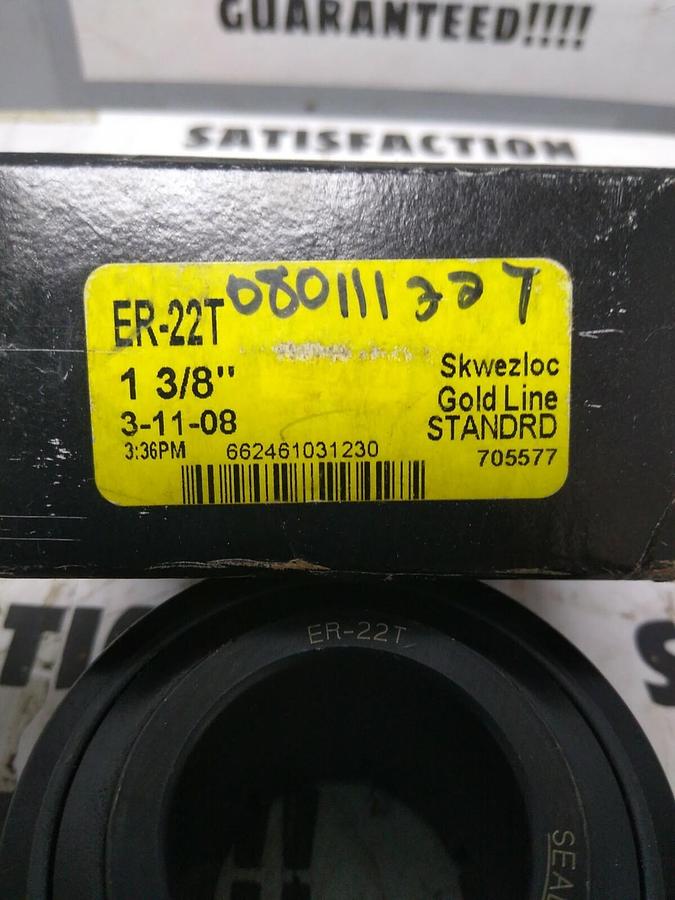 GUARANTEED!!!!
SATISFACTION
ER-22T 080111327
1 3/8"
3-11-08
3:36PM 662461031230
Skwezloc
Gold Line
STANDRD
705577
ER-22T